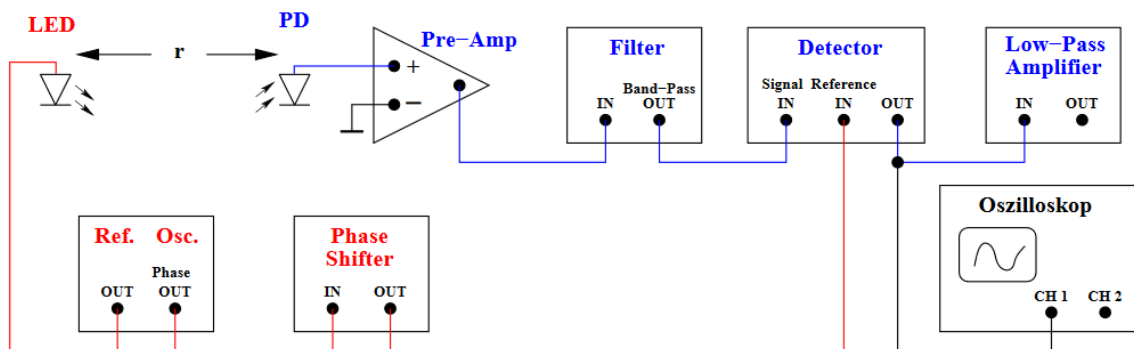 LED
r
PD
Pre-Amp
+
−
Filter
Band-Pass
IN OUT
Detector
Signal Reference
IN IN OUT
Low-Pass
Amplifier
IN OUT
Ref. Osc.
Phase
OUT OUT
Phase
Shifter
IN OUT
Oszilloskop
CH 1 CH 2